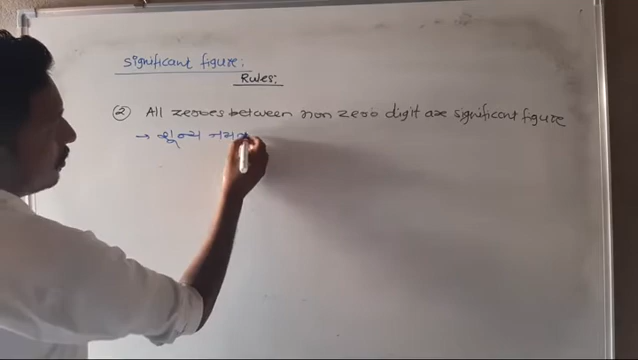 Significant figure:
Rules:
② All zeroes between non zero digit are significant figure
→ શૂન્ય